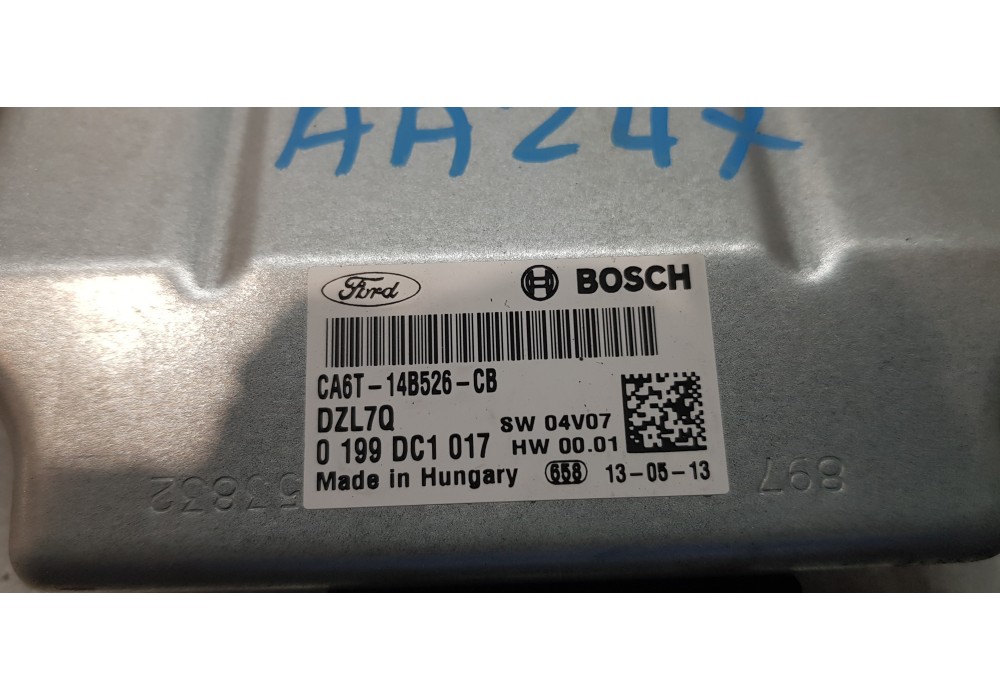 AA247
Ford BOSCH
CA6T-14B526-CB
DZL7Q SW 04V07
0 199 DC1 017 HW 00.01
Made in Hungary 658 13-05-13
53832 897